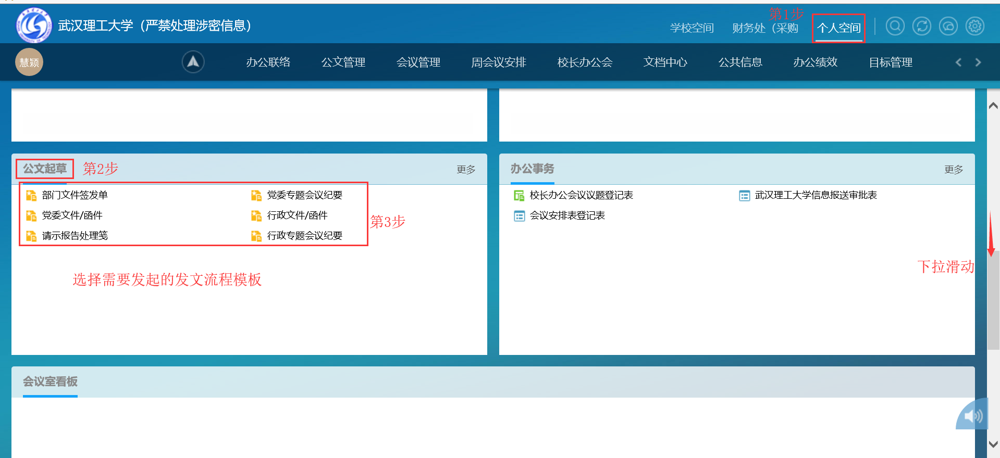 武汉理工大学（严禁处理涉密信息）
学校空间
财务处（采购
第1步
个人空间
慧颖
办公联络
公文管理
会议管理
周会议安排
校长办公会
文档中心
公共信息
办公绩效
目标管理
公文起草
第2步
更多
部门文件签发单
党委专题会议纪要
党委文件/函件
行政文件/函件
请示报告处理笺
行政专题会议纪要
第3步
选择需要发起的发文流程模板
办公事务
更多
校长办公会议议题登记表
武汉理工大学信息报送审批表
会议安排表登记表
下拉滑动
会议室看板